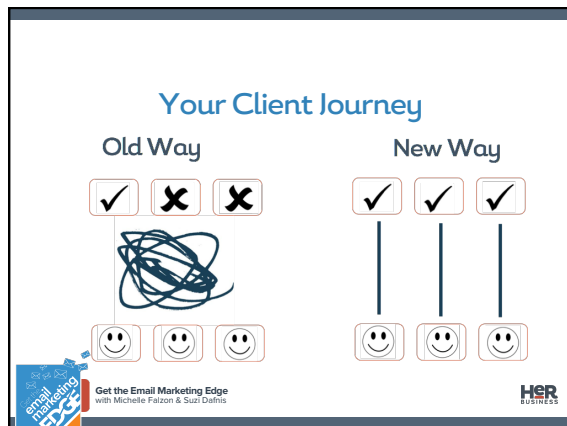 Your Client Journey
Old Way
New Way
email
marketing
EDGE
Get the Email Marketing Edge
with Michelle Falzon & Suzi Dafnis
HER
BUSINESS